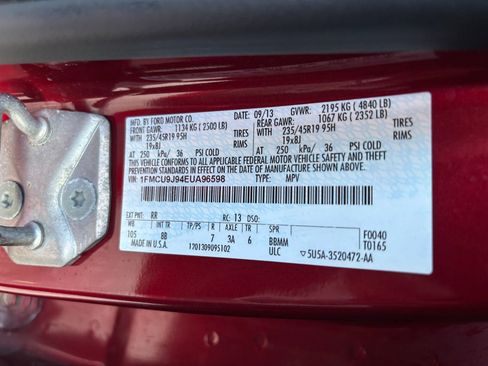 MFD. BY FORD MOTOR CO. 09/13 GVWR: 2195 KG ( 4840 LB)
FRONT GAWR: 1134 KG ( 2500 LB) REAR GAWR: 1067 KG ( 2352 LB)
235/45R19 95H TIRES 235/45R19 95H TIRES
19x8J RIMS 19x8J RIMS
AT 250 kPa/ 36 PSI COLD AT 250 kPa/ 36 PSI COLD
THIS VEHICLE CONFORMS TO ALL APPLICABLE FEDERAL MOTOR VEHICLE SAFETY AND BUMPER
STANDARDS IN EFFECT ON THE DATE OF MANUFACTURE SHOWN ABOVE.
VIN: 1FMCU9J94EUA96598 TYPE: MPV
EXT PNT: RR RC: 13 DSO:
WB INT TR TP/PS R AXLE TR SPR F0040
105 8B 7 3A 6 BBMM T0165
MADE IN U.S.A. 1201309095102 ULC 5U5A-3520472-AA